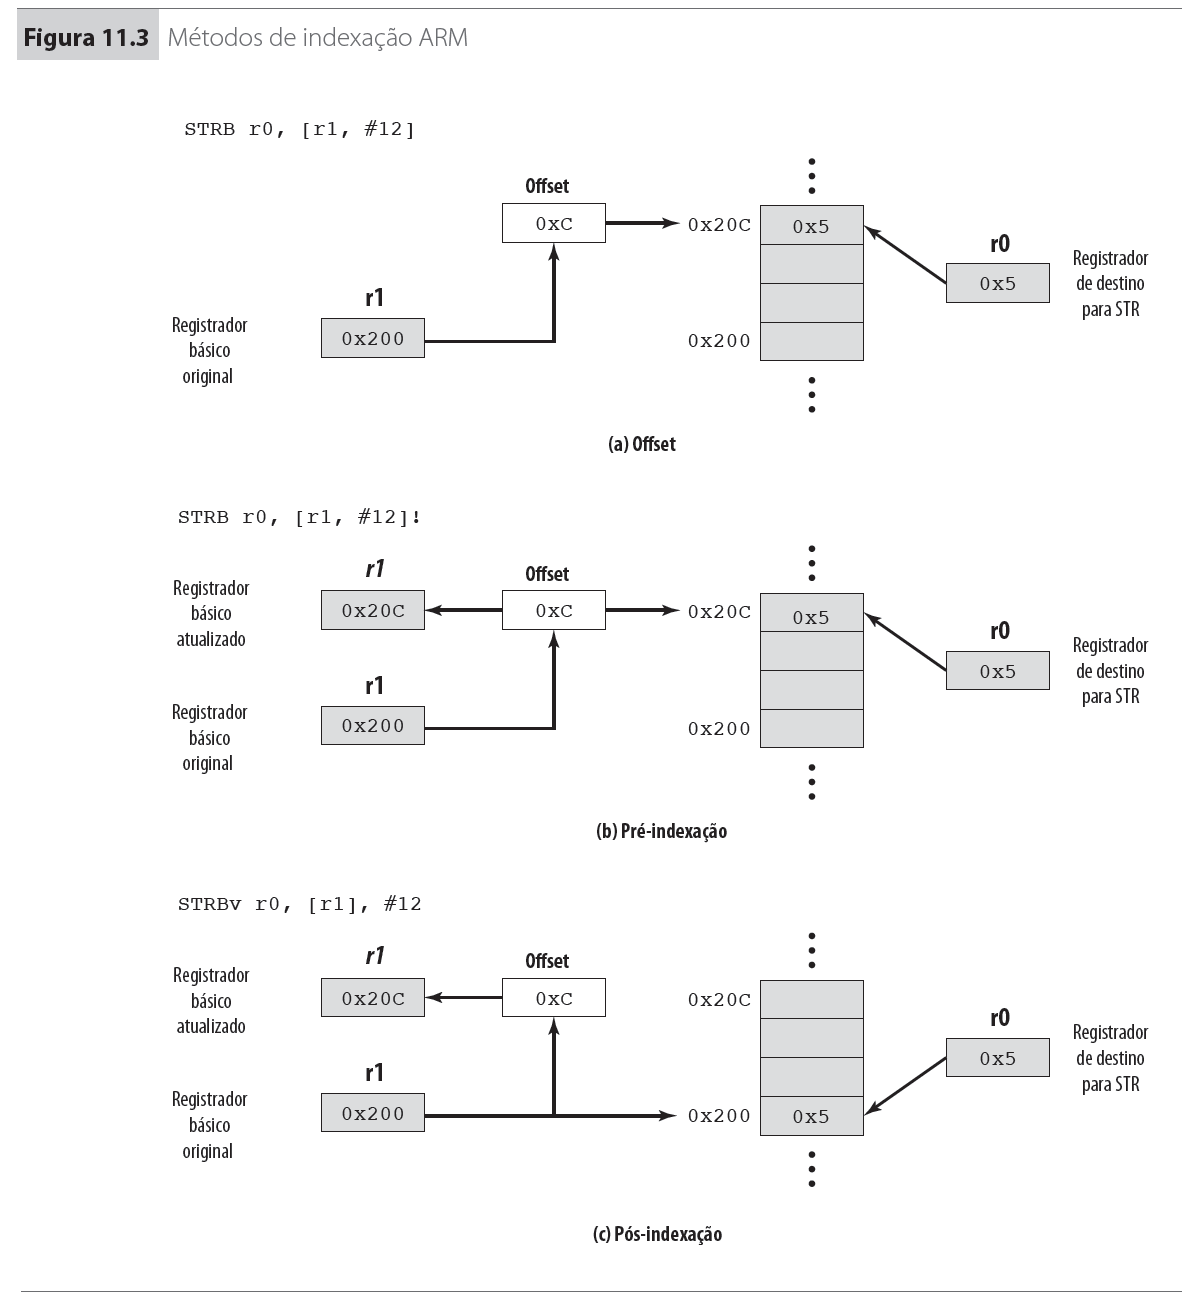 Figura 11.3 Métodos de indexação ARM
STRB r0, [r1, #12]
Offset
0xC
0x20C
0x5
r0
0x5
Registrador
de destino
para STR
r1
Registrador
básico
original
0x200
0x200
(a) Offset
STRB r0, [r1, #12]!
r1
Offset
Registrador
básico
atualizado
0x20C
0xC
0x20C
0x5
r0
0x5
Registrador
de destino
para STR
r1
Registrador
básico
original
0x200
0x200
(b) Pré-indexação
STRBv r0, [r1], #12
r1
Offset
Registrador
básico
atualizado
0x20C
0xC
0x20C
r0
0x5
Registrador
de destino
para STR
r1
Registrador
básico
original
0x200
0x200
0x5
(c) Pós-indexação